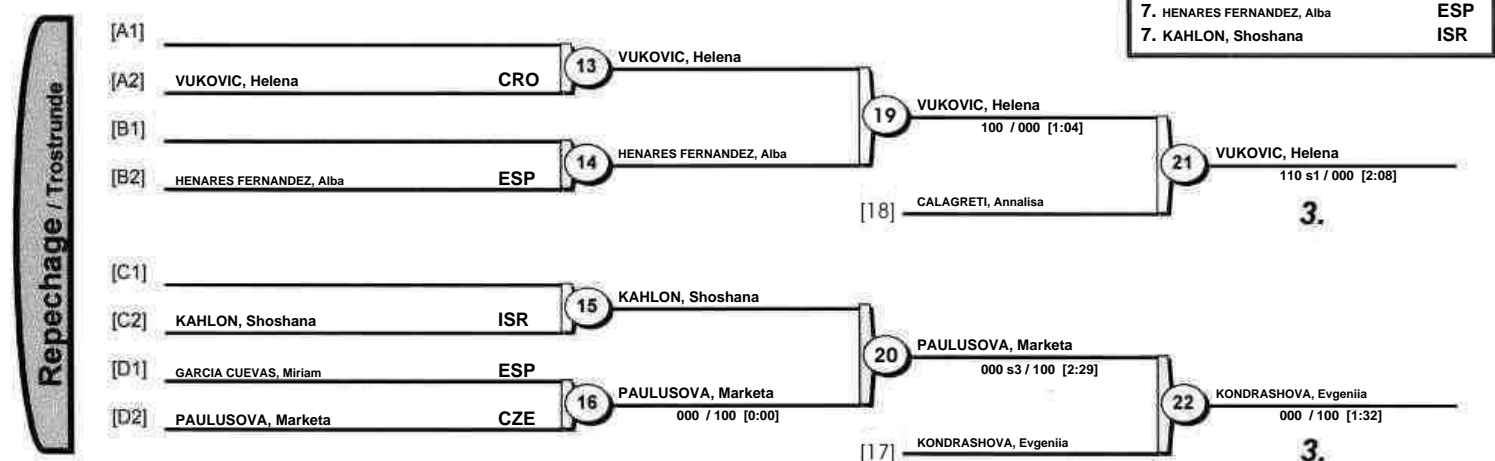 7. HENARES FERNANDEZ, Alba ESP
7. KAHLON, Shoshana ISR
Repechage / Trostrunde
[A1]
[A2] VUKOVIC, Helena CRO
13 VUKOVIC, Helena
[B1]
[B2] HENARES FERNANDEZ, Alba ESP
14 HENARES FERNANDEZ, Alba
19 VUKOVIC, Helena
100 / 000 [1:04]
[18] CALAGRETI, Annalisa
21 VUKOVIC, Helena
110 s1 / 000 [2:08]
3.
[C1]
[C2] KAHLON, Shoshana ISR
15 KAHLON, Shoshana
[D1] GARCIA CUEVAS, Miriam ESP
[D2] PAULUSOVA, Marketa CZE
16 PAULUSOVA, Marketa
000 / 100 [0:00]
20 PAULUSOVA, Marketa
000 s3 / 100 [2:29]
[17] KONDRASHOVA, Evgeniia
22 KONDRASHOVA, Evgeniia
000 / 100 [1:32]
3.